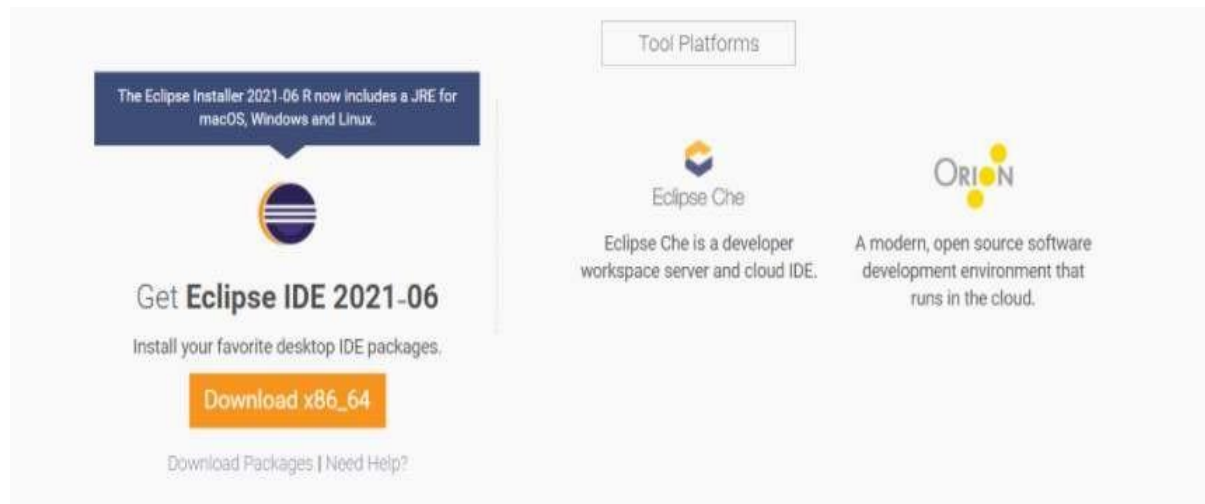 The Eclipse Installer 2021-06 R now includes a JRE for
macOS, Windows and Linux.
Get Eclipse IDE 2021-06
Install your favorite desktop IDE packages.
Download x86_64
Download Packages | Need Help?
Tool Platforms
Eclipse Che
Eclipse Che is a developer
workspace server and cloud IDE.
ORION
A modern, open source software
development environment that
runs in the cloud.